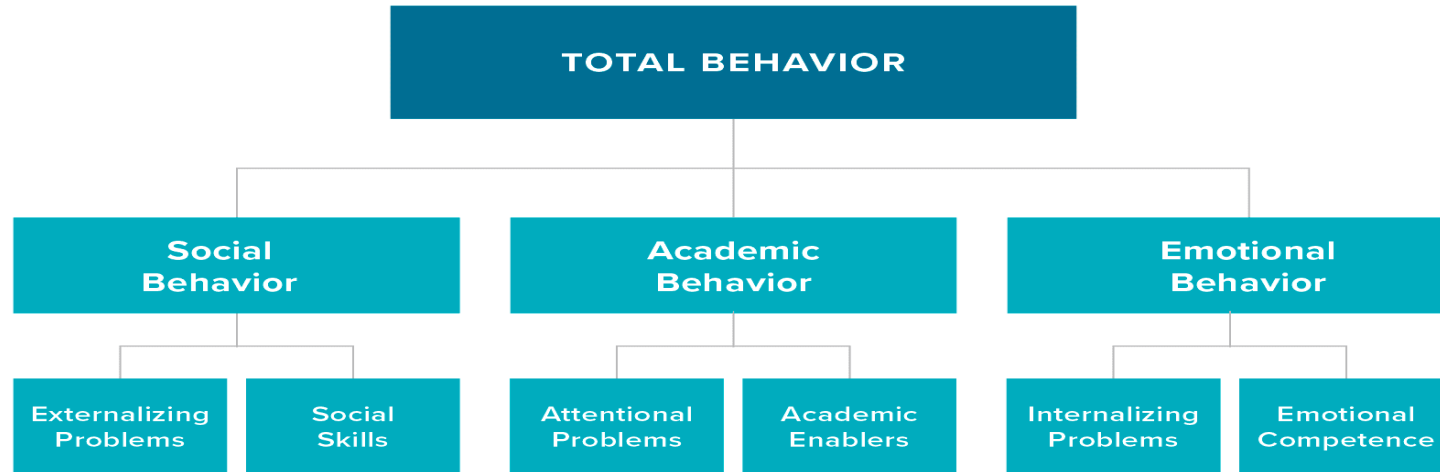 TOTAL BEHAVIOR
Social
Behavior
Academic
Behavior
Emotional
Behavior
Externalizing
Problems
Social
Skills
Attentional
Problems
Academic
Enablers
Internalizing
Problems
Emotional
Competence